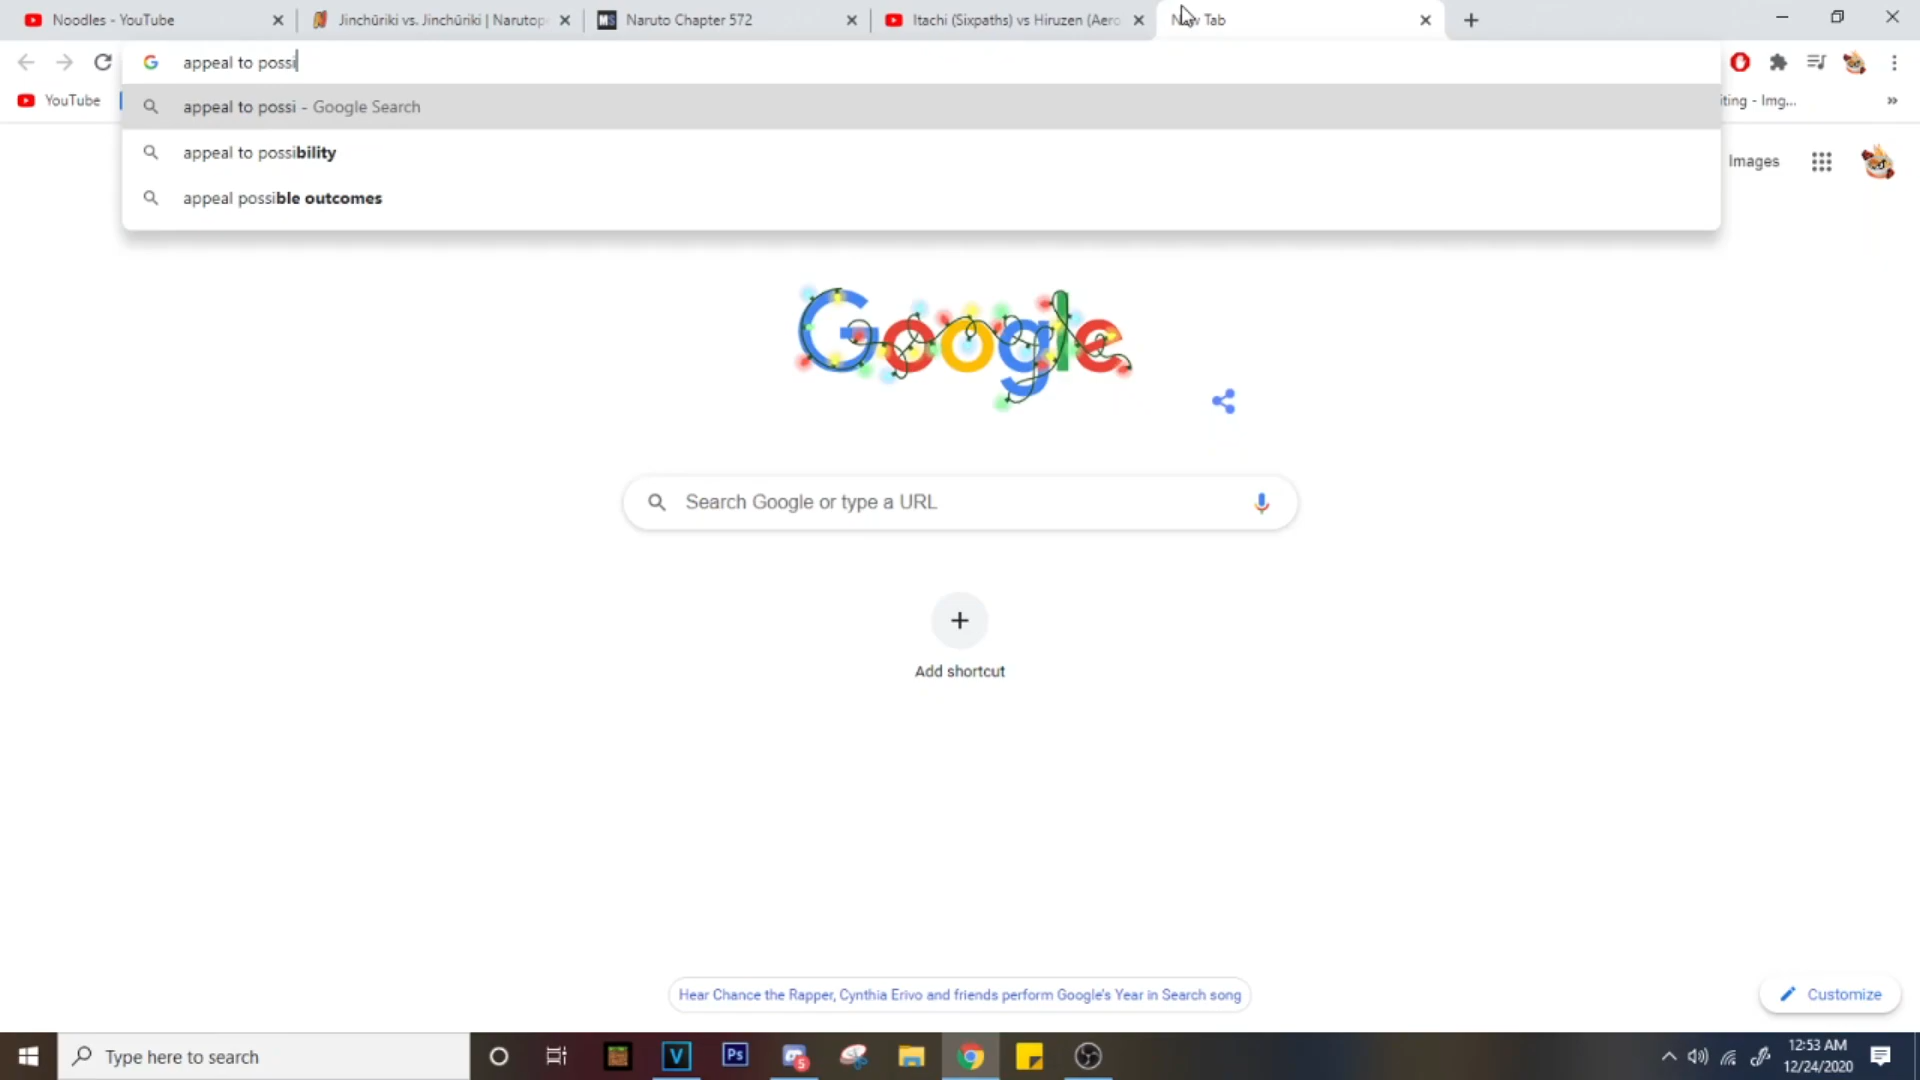 Noodles - YouTube
Jinchūriki vs. Jinchūriki | Narutop
Naruto Chapter 572
Itachi (Sixpaths) vs Hiruzen (Aero
New Tab
appeal to possi
YouTube
appeal to possi - Google Search
iting - Img...
»
appeal to possibility
Images
appeal possible outcomes
Google
Search Google or type a URL
Add shortcut
Hear Chance the Rapper, Cynthia Erivo and friends perform Google's Year in Search song
Customize
Type here to search
V
Ps
5
12:53 AM
12/24/2020